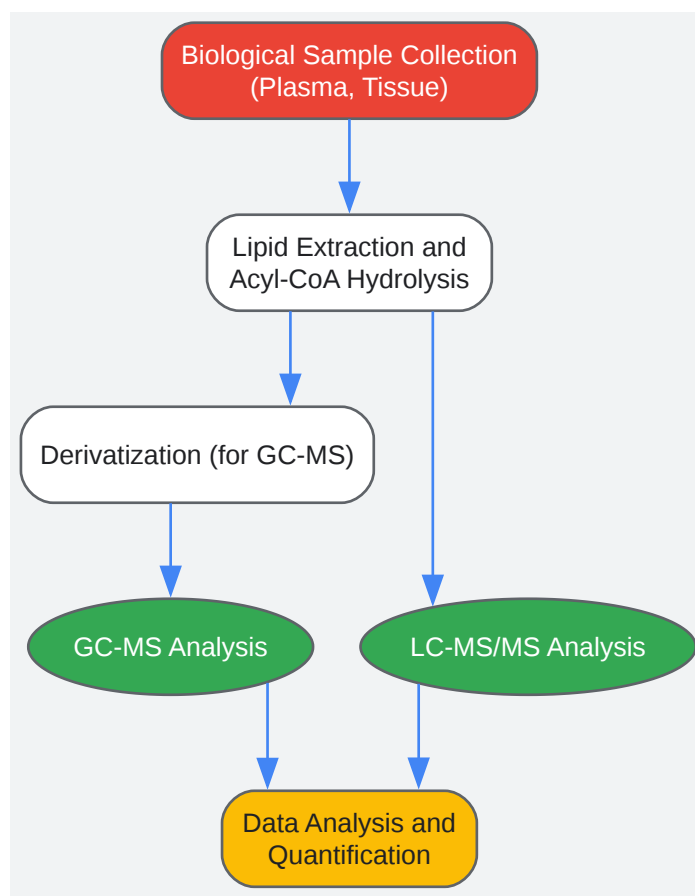 Biological Sample Collection
(Plasma, Tissue)
Lipid Extraction and
Acyl-CoA Hydrolysis
Derivatization (for GC-MS)
GC-MS Analysis
LC-MS/MS Analysis
Data Analysis and
Quantification